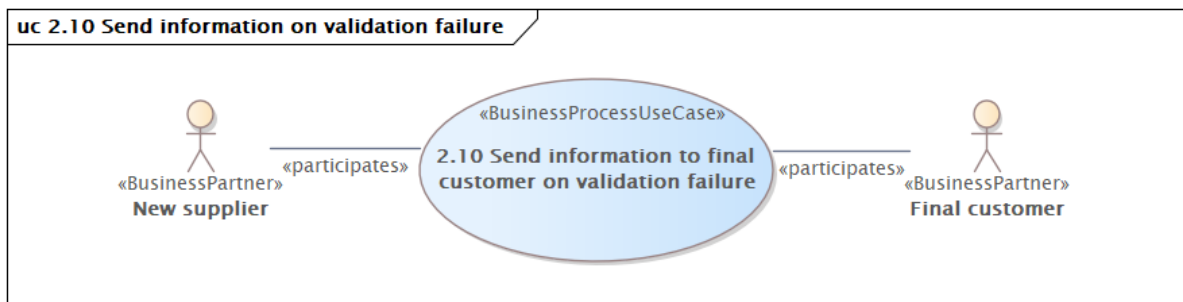 uc 2.10 Send information on validation failure
«BusinessProcessUseCase»
2.10 Send information to final
customer on validation failure
«participates»
«participates»
«BusinessPartner»
New supplier
«BusinessPartner»
Final customer